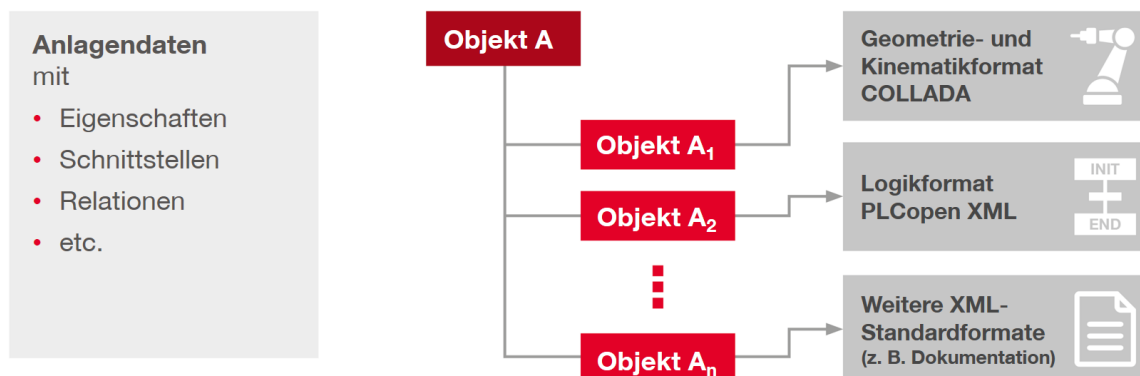 Anlagendaten
mit
• Eigenschaften
• Schnittstellen
• Relationen
• etc.
Objekt A
Objekt A₁
Objekt A₂
Objekt Aₙ
Geometrie- und
Kinematikformat
COLLADA
Logikformat
PLCopen XML
INIT
END
Weitere XML-
Standardformate
(z. B. Dokumentation)